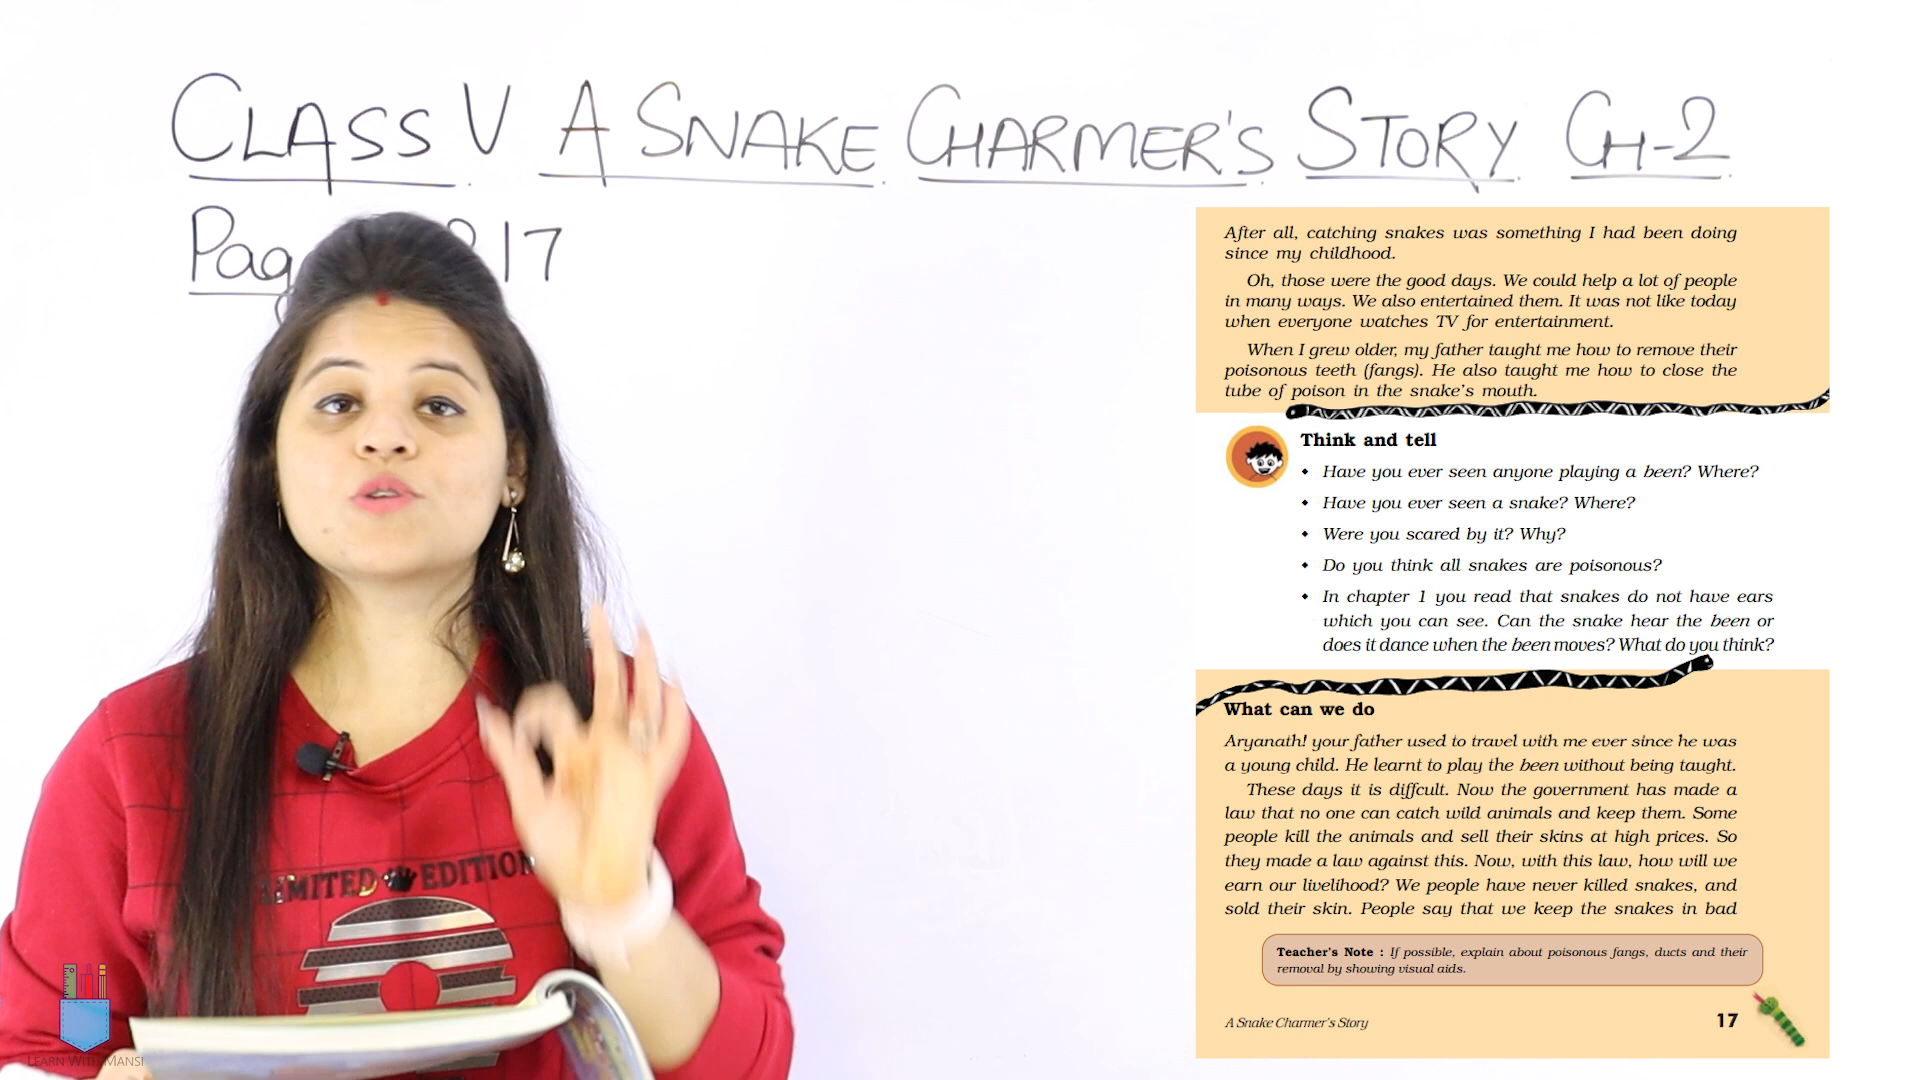 CLASS V A SNAKE CHARMER'S STORY CH-2
17
After all, catching snakes was something I had been doing
since my childhood.
Oh, those were the good days. We could help a lot of people
in many ways. We also entertained them. It was not like today
when everyone watches TV for entertainment.
When I grew older, my father taught me how to remove their
poisonous teeth (fangs). He also taught me how to close the
tube of poison in the snake's mouth.
Think and tell
• Have you ever seen anyone playing a been? Where?
• Have you ever seen a snake? Where?
• Were you scared by it? Why?
• Do you think all snakes are poisonous?
• In chapter 1 you read that snakes do not have ears
which you can see. Can the snake hear the been or
does it dance when the been moves? What do you think?
What can we do
Aryanath! your father used to travel with me ever since he was
a young child. He learnt to play the been without being taught.
These days it is diffcult. Now the government has made a
law that no one can catch wild animals and keep them. Some
people kill the animals and sell their skins at high prices. So
they made a law against this. Now, with this law, how will we
earn our livelihood? We people have never killed snakes, and
sold their skin. People say that we keep the snakes in bad
Teacher's Note : If possible, explain about poisonous fangs, ducts and their
removal by showing visual aids.
A Snake Charmer's Story 17
LIMITED EDITION
LEARN WITH MANSI